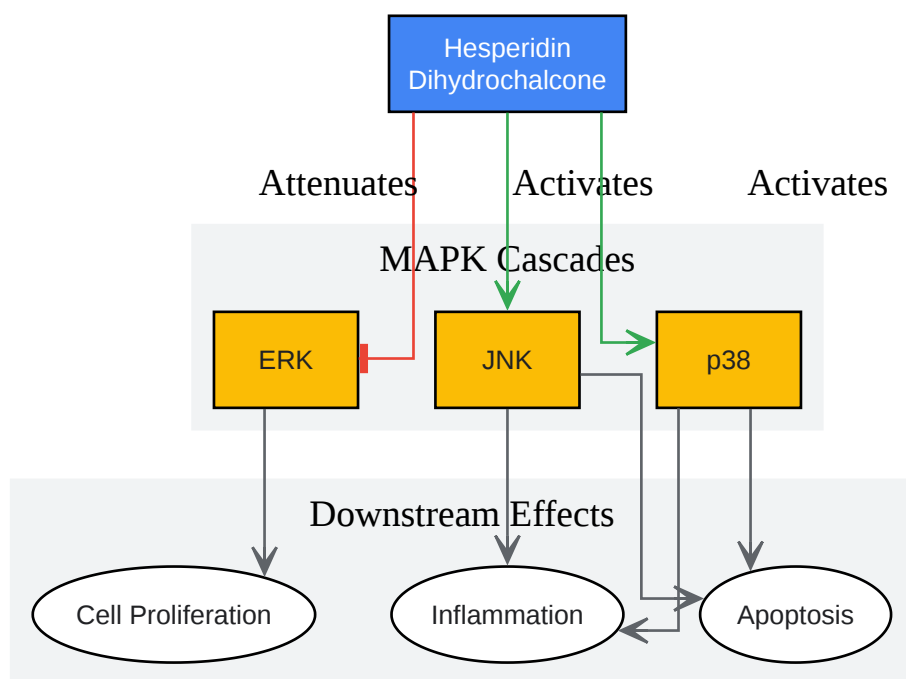 Hesperidin
Dihydrochalcone
Attenuates
Activates
Activates
MAPK Cascades
ERK
JNK
p38
Downstream Effects
Cell Proliferation
Inflammation
Apoptosis